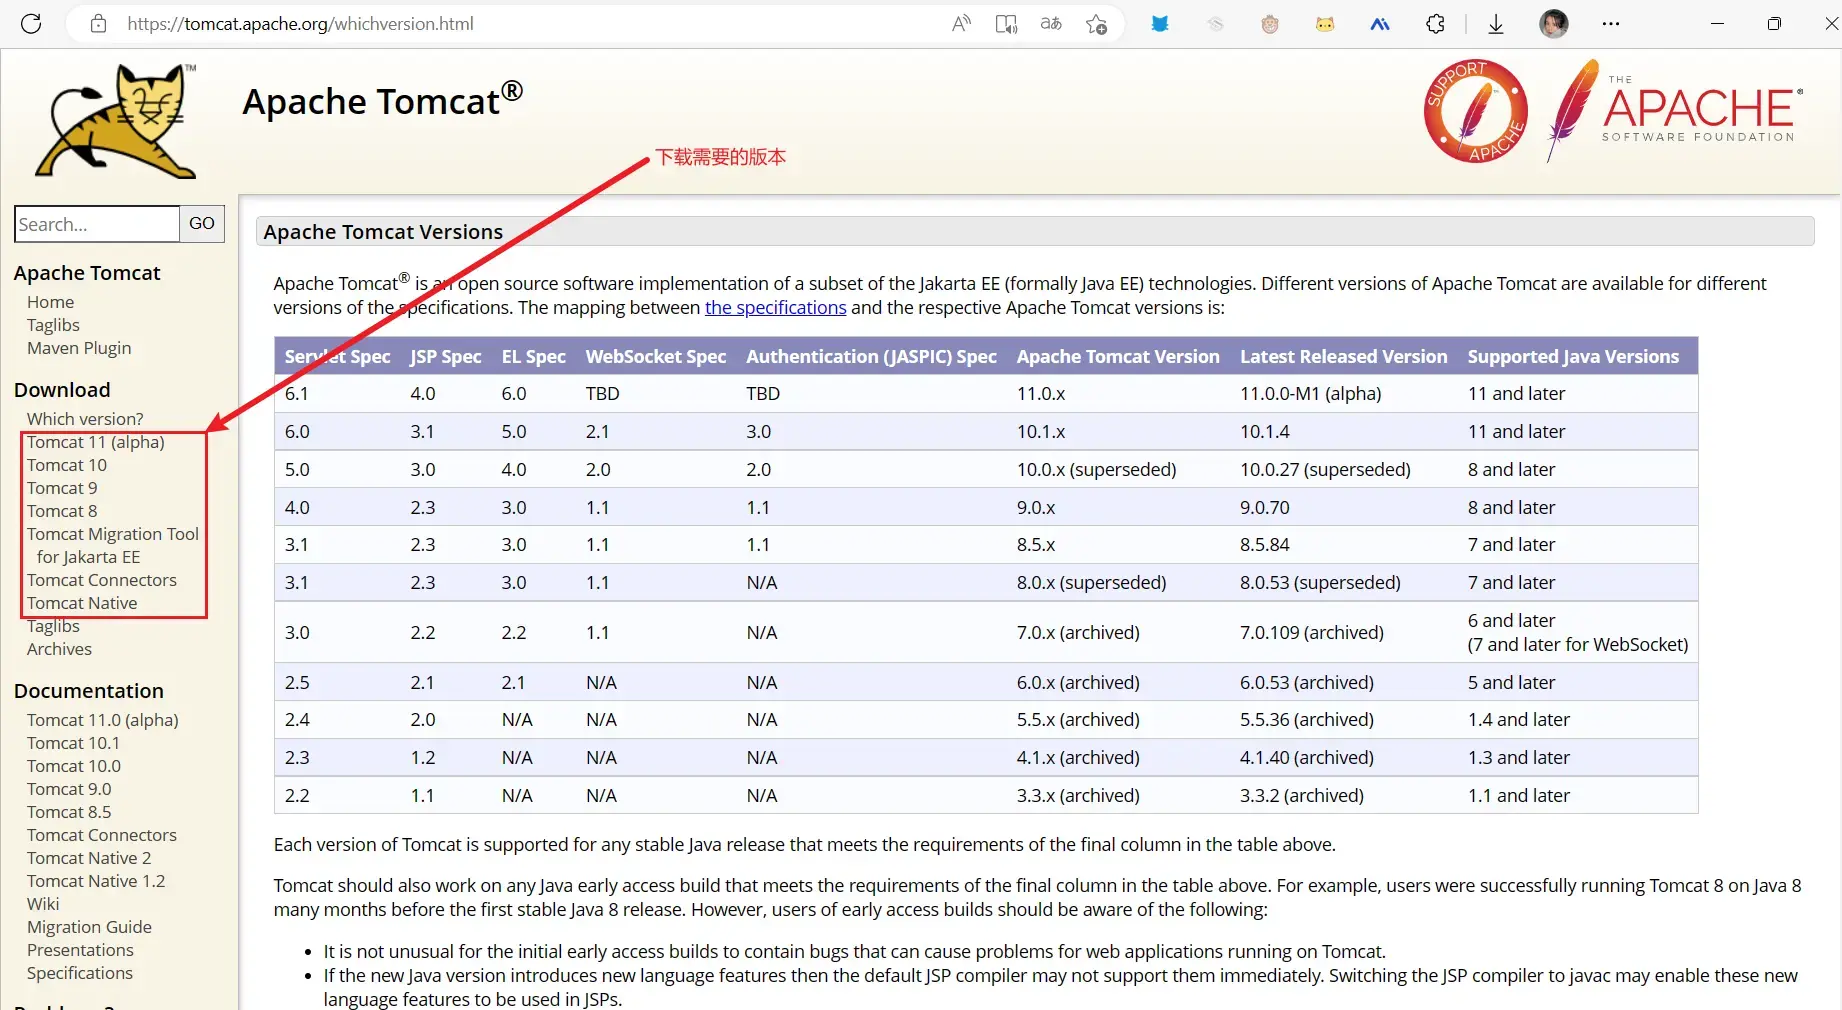 https://tomcat.apache.org/whichversion.html
Apache Tomcat®
TM
SUPPORT APACHE
THE
APACHE®
SOFTWARE FOUNDATION
下载需要的版本
Search... GO
Apache Tomcat
Home
Taglibs
Maven Plugin
Download
Which version?
Tomcat 11 (alpha)
Tomcat 10
Tomcat 9
Tomcat 8
Tomcat Migration Tool
for Jakarta EE
Tomcat Connectors
Tomcat Native
Taglibs
Archives
Documentation
Tomcat 11.0 (alpha)
Tomcat 10.1
Tomcat 10.0
Tomcat 9.0
Tomcat 8.5
Tomcat Connectors
Tomcat Native 2
Tomcat Native 1.2
Wiki
Migration Guide
Presentations
Specifications
Apache Tomcat Versions
Apache Tomcat® is an open source software implementation of a subset of the Jakarta EE (formally Java EE) technologies. Different versions of Apache Tomcat are available for different
versions of the specifications. The mapping between the specifications and the respective Apache Tomcat versions is:
Servlet Spec JSP Spec EL Spec WebSocket Spec Authentication (JASPIC) Spec Apache Tomcat Version Latest Released Version Supported Java Versions
6.1 4.0 6.0 TBD TBD 11.0.x 11.0.0-M1 (alpha) 11 and later
6.0 3.1 5.0 2.1 3.0 10.1.x 10.1.4 11 and later
5.0 3.0 4.0 2.0 2.0 10.0.x (superseded) 10.0.27 (superseded) 8 and later
4.0 2.3 3.0 1.1 1.1 9.0.x 9.0.70 8 and later
3.1 2.3 3.0 1.1 1.1 8.5.x 8.5.84 7 and later
3.1 2.3 3.0 1.1 N/A 8.0.x (superseded) 8.0.53 (superseded) 7 and later
3.0 2.2 2.2 1.1 N/A 7.0.x (archived) 7.0.109 (archived) 6 and later
(7 and later for WebSocket)
2.5 2.1 2.1 N/A N/A 6.0.x (archived) 6.0.53 (archived) 5 and later
2.4 2.0 N/A N/A N/A 5.5.x (archived) 5.5.36 (archived) 1.4 and later
2.3 1.2 N/A N/A N/A 4.1.x (archived) 4.1.40 (archived) 1.3 and later
2.2 1.1 N/A N/A N/A 3.3.x (archived) 3.3.2 (archived) 1.1 and later
Each version of Tomcat is supported for any stable Java release that meets the requirements of the final column in the table above.
Tomcat should also work on any Java early access build that meets the requirements of the final column in the table above. For example, users were successfully running Tomcat 8 on Java 8
many months before the first stable Java 8 release. However, users of early access builds should be aware of the following:
• It is not unusual for the initial early access builds to contain bugs that can cause problems for web applications running on Tomcat.
• If the new Java version introduces new language features then the default JSP compiler may not support them immediately. Switching the JSP compiler to javac may enable these new
language features to be used in JSPs.